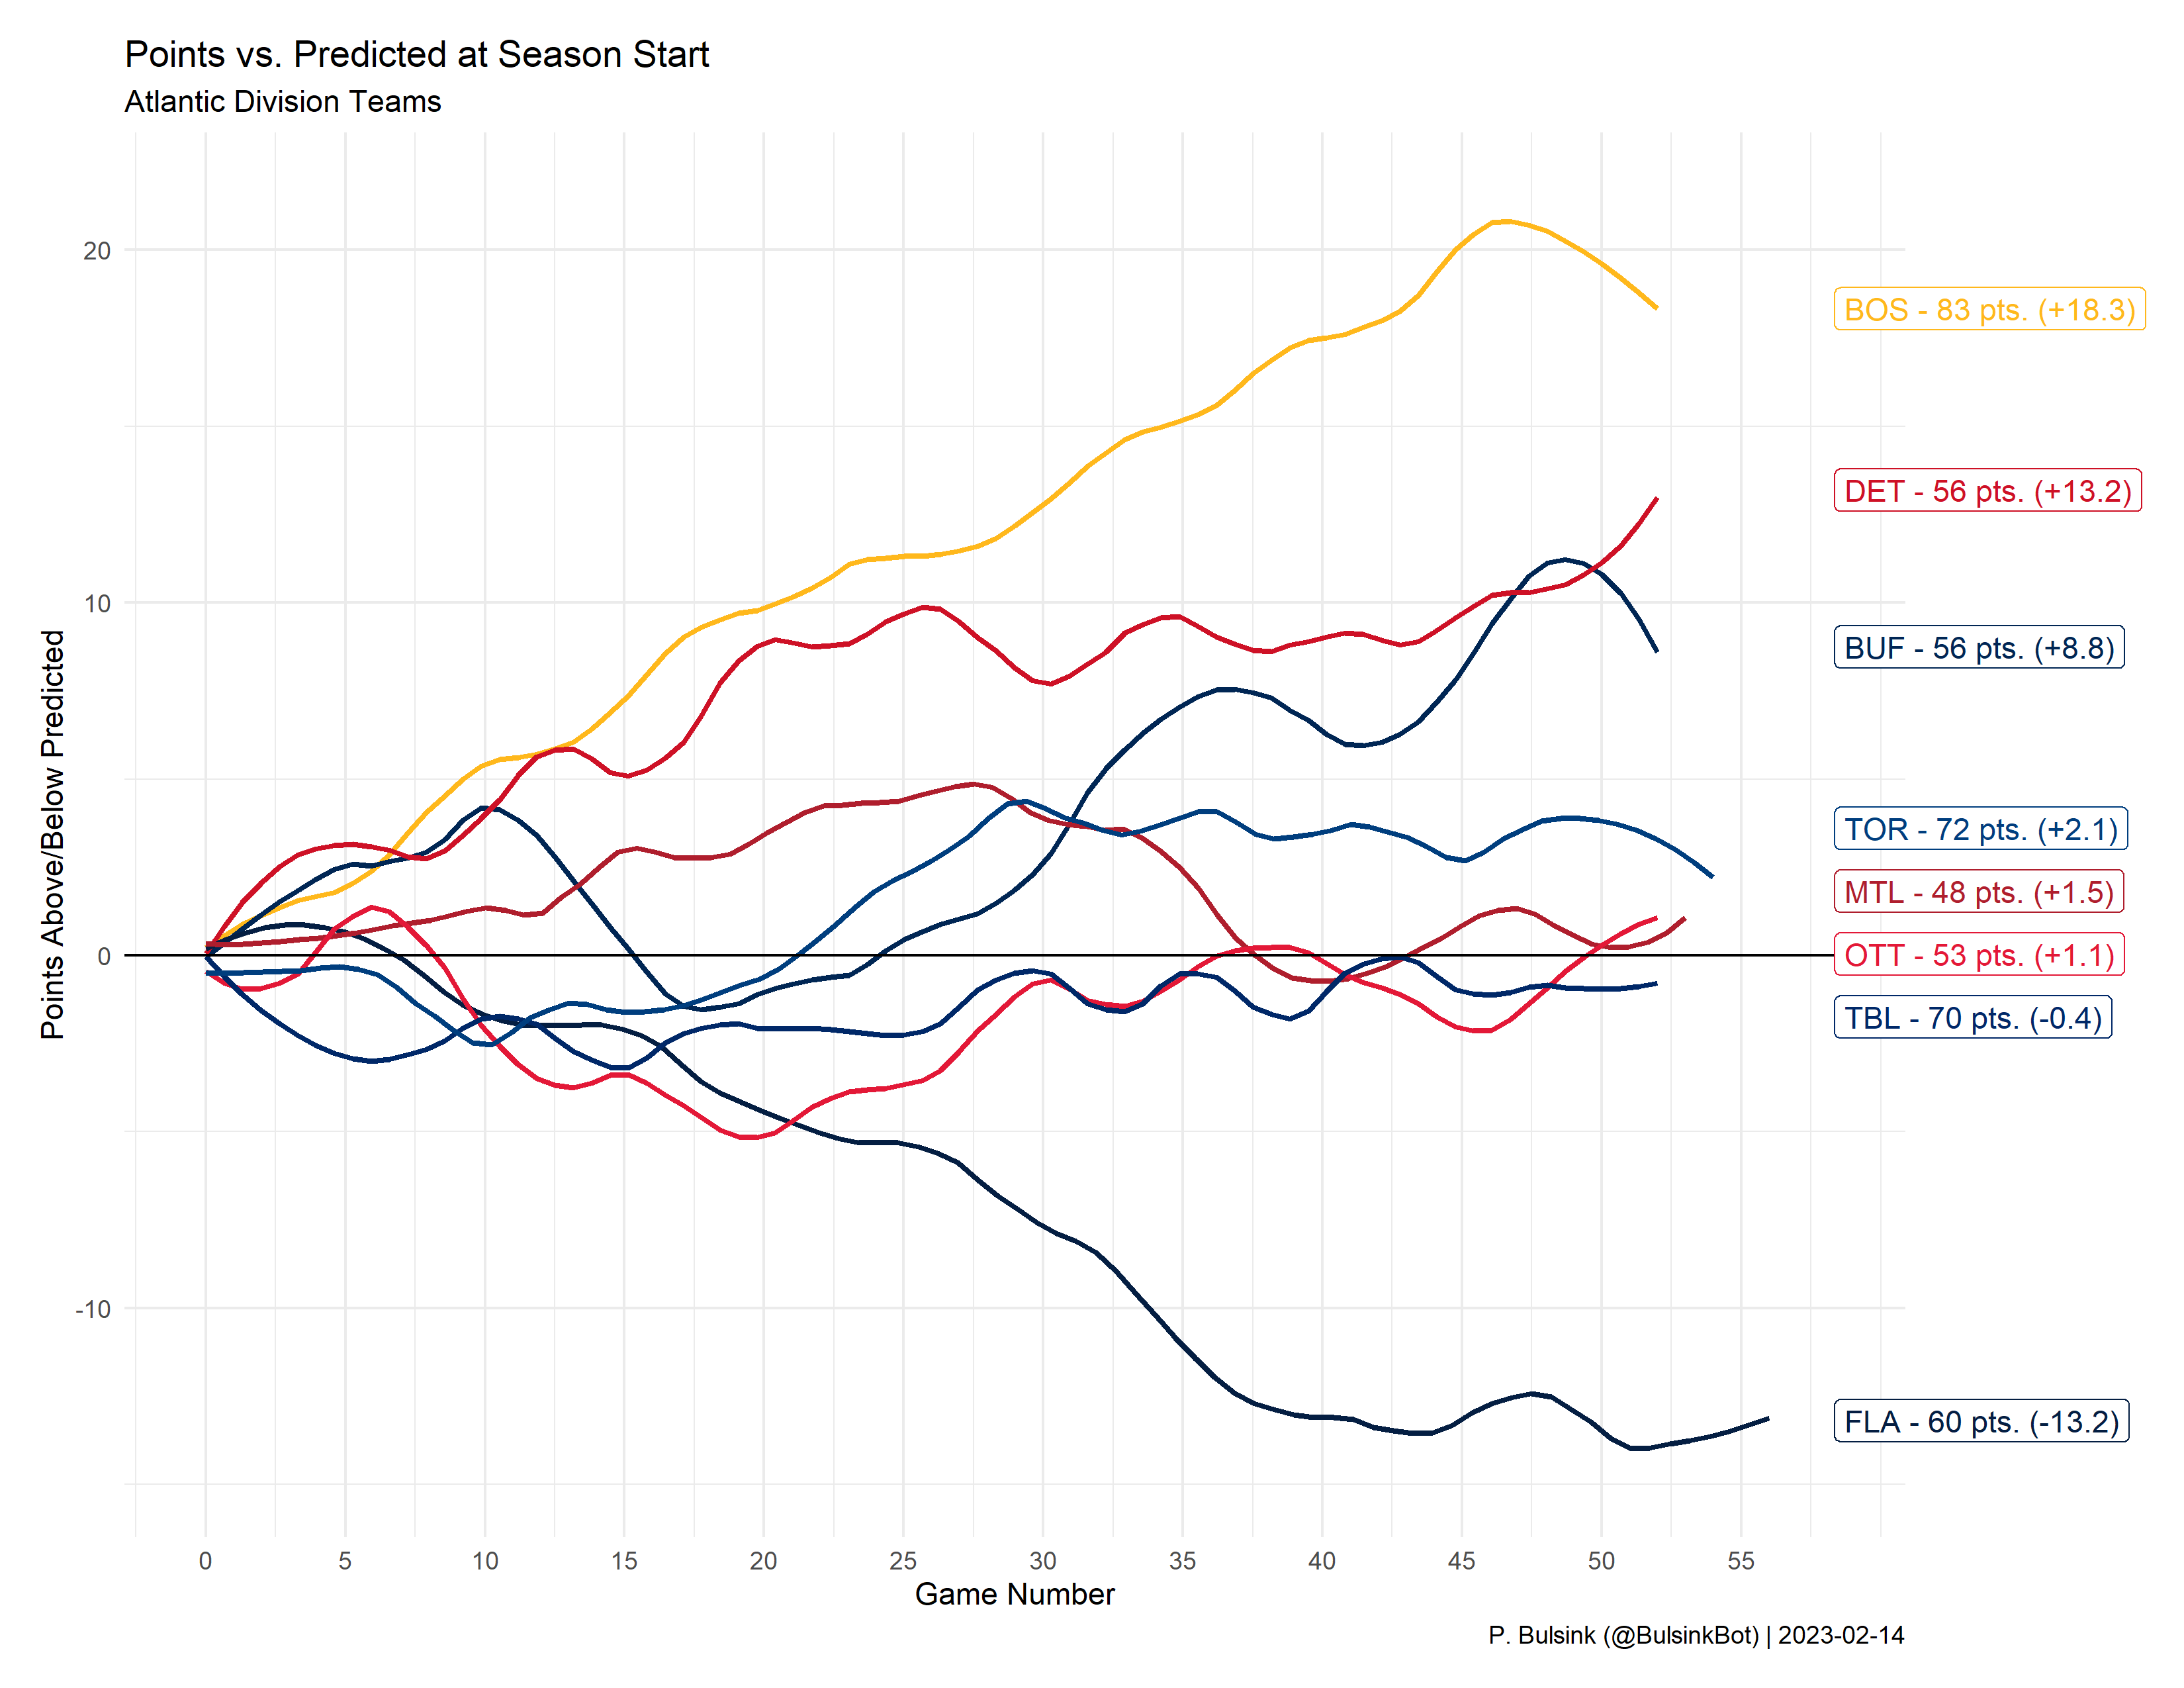 Points vs. Predicted at Season Start
Atlantic Division Teams
Points Above/Below Predicted
20
10
0
-10
BOS - 83 pts. (+18.3)
DET - 56 pts. (+13.2)
BUF - 56 pts. (+8.8)
TOR - 72 pts. (+2.1)
MTL - 48 pts. (+1.5)
OTT - 53 pts. (+1.1)
TBL - 70 pts. (-0.4)
FLA - 60 pts. (-13.2)
0 5 10 15 20 25 30 35 40 45 50 55
Game Number
P. Bulsink (@BulsinkBot) | 2023-02-14